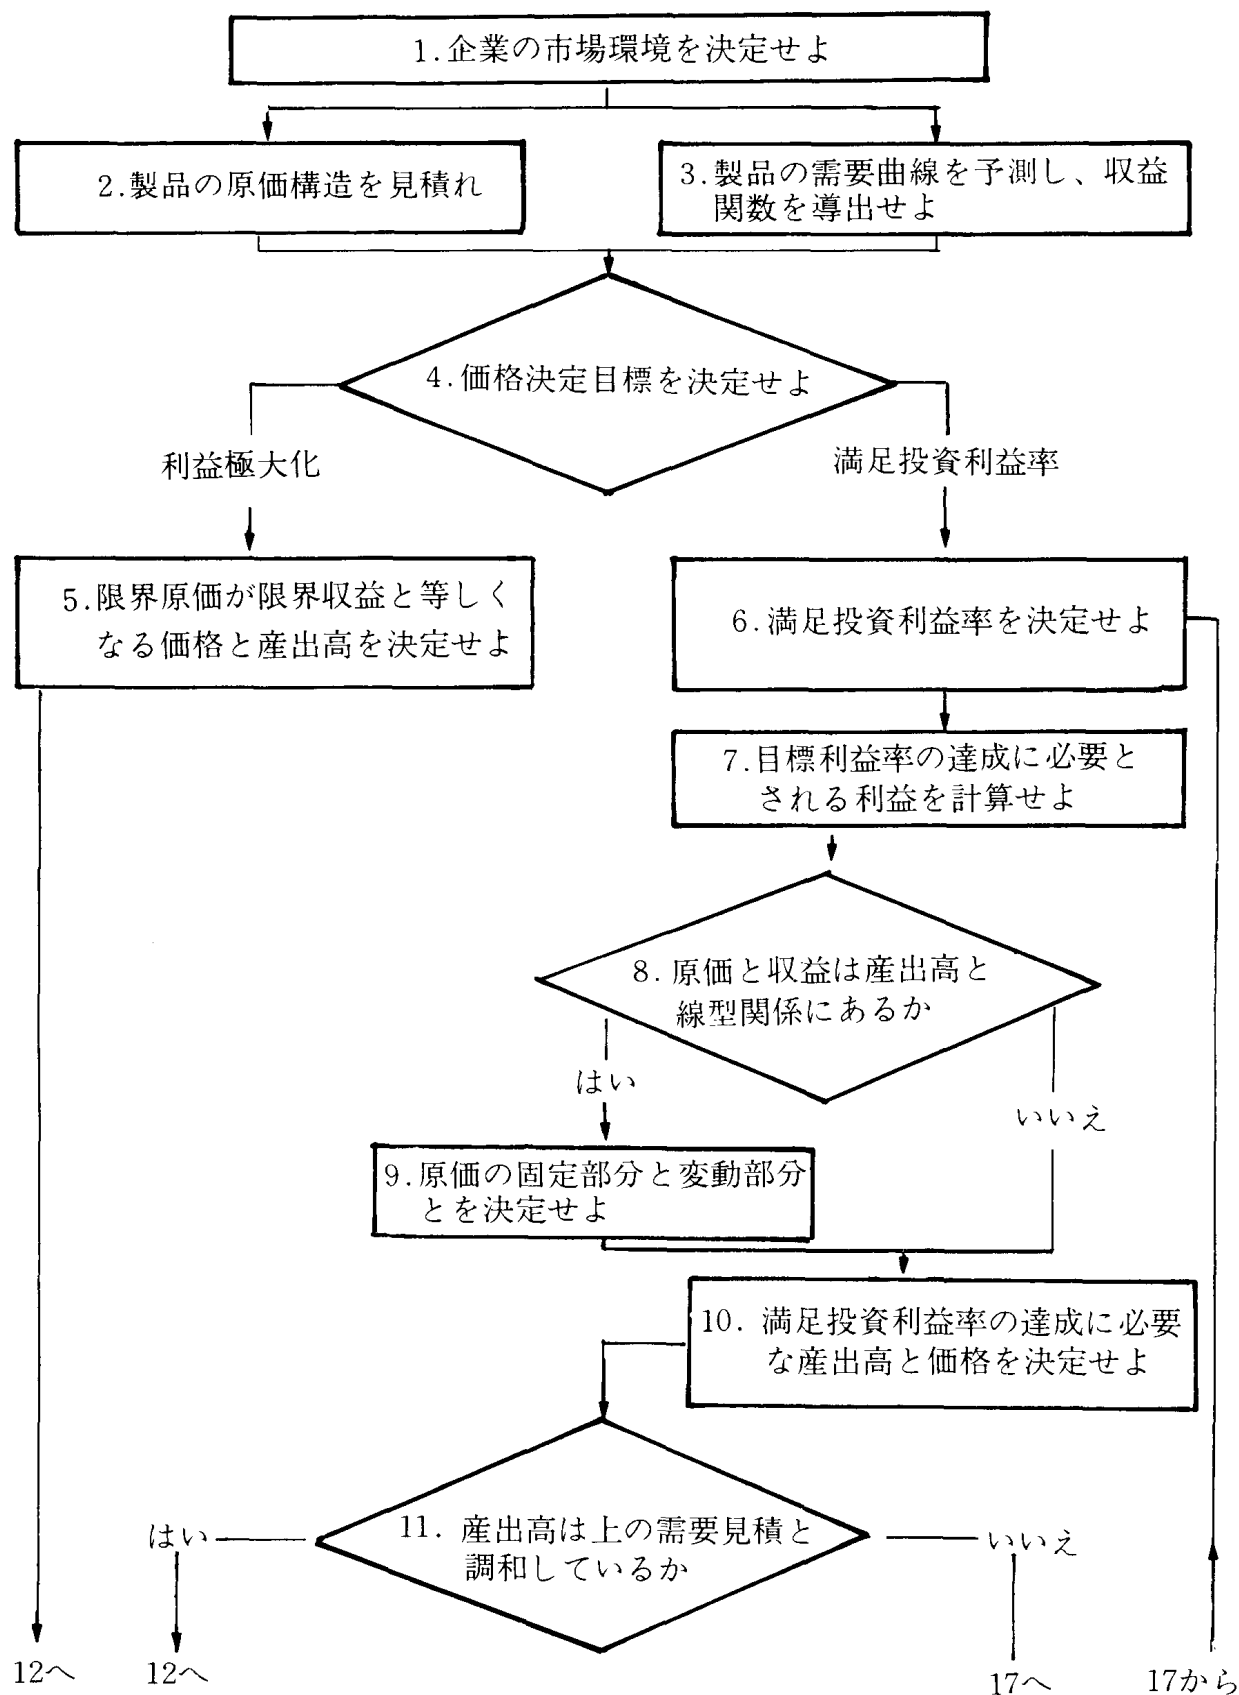 1.企業の市場環境を決定せよ
2.製品の原価構造を見積れ
3.製品の需要曲線を予測し、収益
関数を導出せよ
4.価格決定目標を決定せよ
利益極大化
満足投資利益率
5.限界原価が限界収益と等しく
なる価格と産出高を決定せよ
6.満足投資利益率を決定せよ
7.目標利益率の達成に必要と
される利益を計算せよ
8.原価と収益は産出高と
線型関係にあるか
はい
いいえ
9.原価の固定部分と変動部分
とを決定せよ
10.満足投資利益率の達成に必要
な産出高と価格を決定せよ
11.産出高は上の需要見積と
調和しているか
はい
いいえ
12へ
12へ
17へ
17から